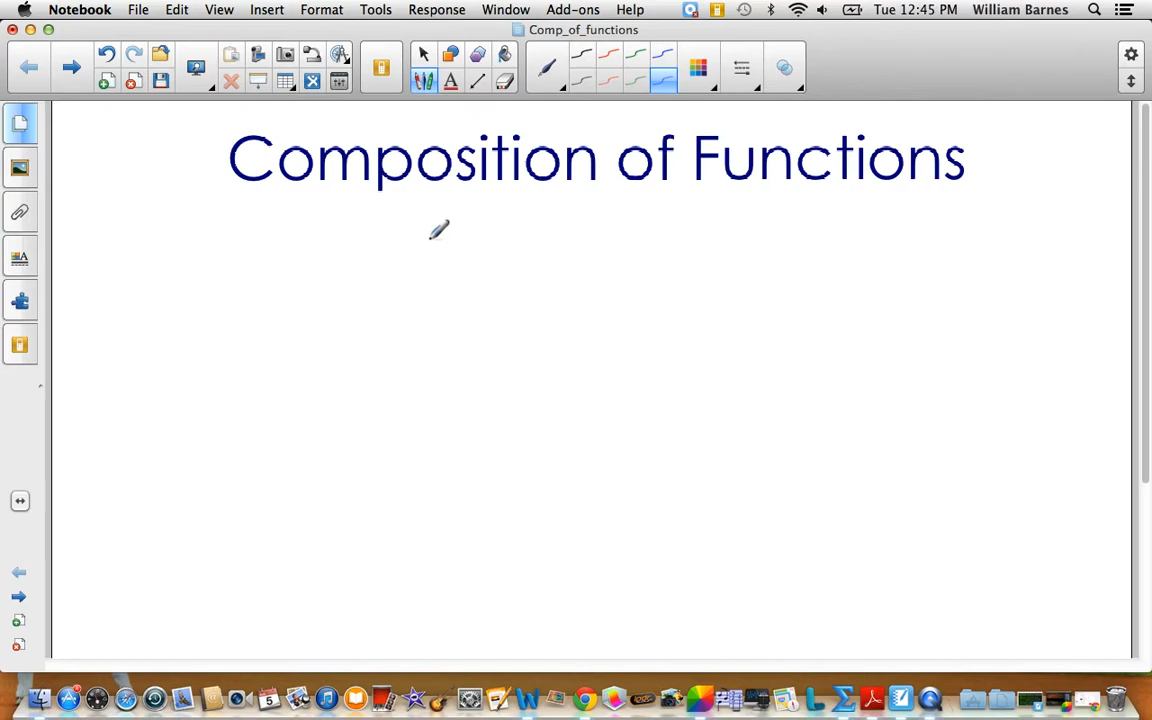 Notebook File Edit View Insert Format Tools Response Window Add-ons Help Tue 12:45 PM William Barnes
Comp_of_functions
Composition of Functions